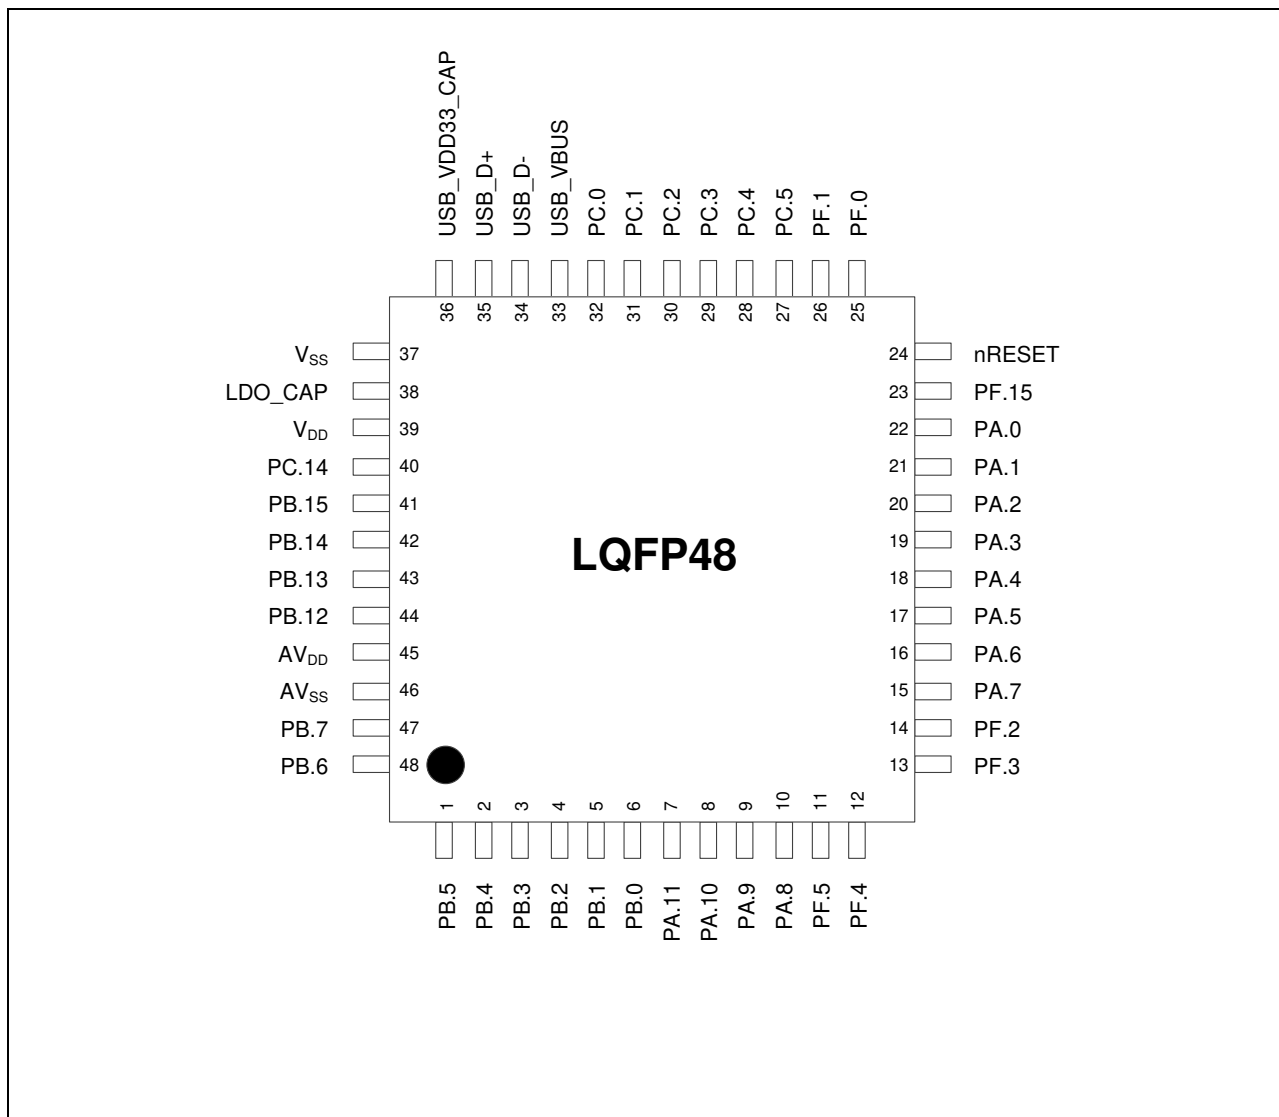 USB_VDD33_CAP
USB_D+
USB_D-
USB_VBUS
PC.0
PC.1
PC.2
PC.3
PC.4
PC.5
PF.1
PF.0
36
35
34
33
32
31
30
29
28
27
26
25
VSS 37
LDO_CAP 38
VDD 39
PC.14 40
PB.15 41
PB.14 42
PB.13 43
PB.12 44
AVDD 45
AVSS 46
PB.7 47
PB.6 48
LQFP48
24 nRESET
23 PF.15
22 PA.0
21 PA.1
20 PA.2
19 PA.3
18 PA.4
17 PA.5
16 PA.6
15 PA.7
14 PF.2
13 PF.3
1
2
3
4
5
6
7
8
9
10
11
12
PB.5
PB.4
PB.3
PB.2
PB.1
PB.0
PA.11
PA.10
PA.9
PA.8
PF.5
PF.4